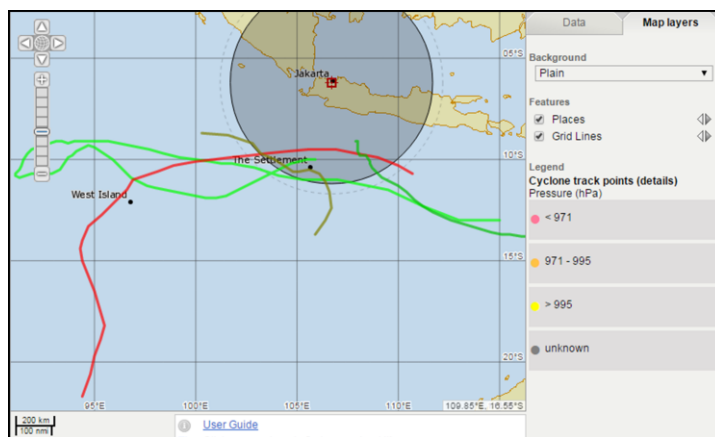 Data
Map layers
Background
Plain
Features
Places
Grid Lines
Legend
Cyclone track points (details)
Pressure (hPa)
< 971
971 - 995
> 995
unknown
Jakarta
The Settlement
West Island
05°S
10°S
15°S
20°S
95°E
100°E
105°E
110°E
109.85°E, 16.55°S
200 km
100 nmi
User Guide